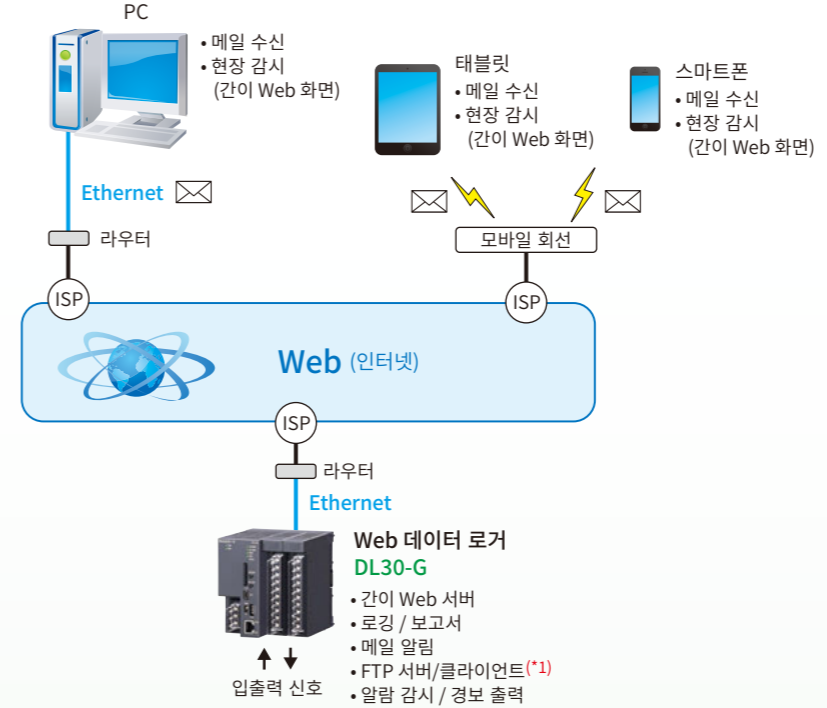 PC
• 메일 수신
• 현장 감시
(간이 Web 화면)
태블릿
• 메일 수신
• 현장 감시
(간이 Web 화면)
스마트폰
• 메일 수신
• 현장 감시
(간이 Web 화면)
Ethernet
라우터
모바일 회선
ISP
ISP
Web (인터넷)
ISP
라우터
Ethernet
Web 데이터 로거
DL30-G
• 간이 Web 서버
• 로깅 / 보고서
• 메일 알림
• FTP 서버/클라이언트(*1)
• 알람 감시 / 경보 출력
입출력 신호